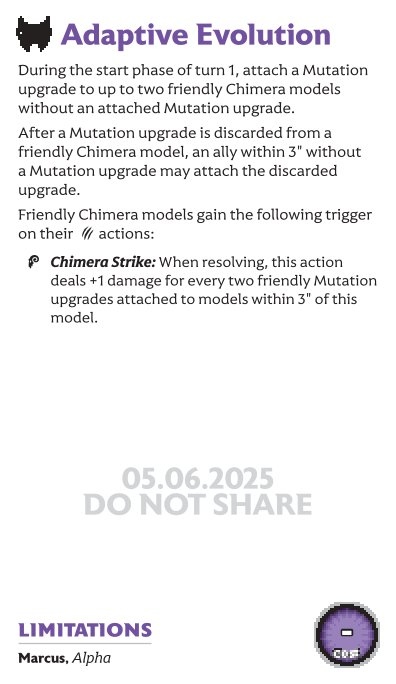 Adaptive Evolution
During the start phase of turn 1, attach a Mutation
upgrade to up to two friendly Chimera models
without an attached Mutation upgrade.
After a Mutation upgrade is discarded from a
friendly Chimera model, an ally within 3" without
a Mutation upgrade may attach the discarded
upgrade.
Friendly Chimera models gain the following trigger
on their actions:
Chimera Strike: When resolving, this action
deals +1 damage for every two friendly Mutation
upgrades attached to models within 3" of this
model.
05.06.2025
DO NOT SHARE
LIMITATIONS
Marcus, Alpha
-
COST